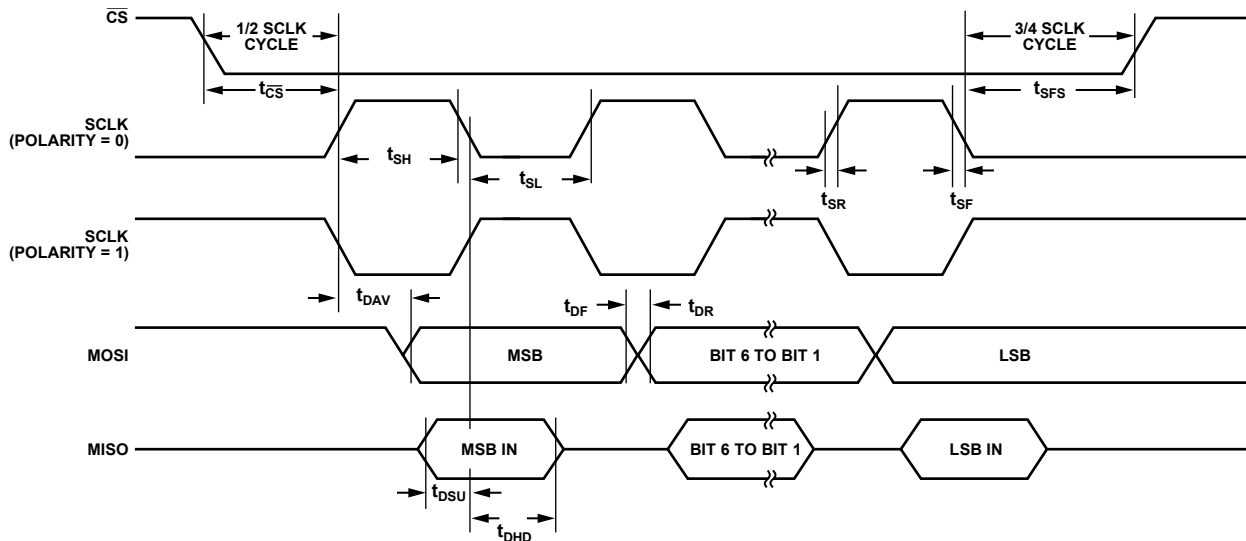 CS
1/2 SCLK
CYCLE
3/4 SCLK
CYCLE
tCS
tSFS
SCLK
(POLARITY = 0)
tSH
tSL
tSR
tSF
SCLK
(POLARITY = 1)
tDAV
tDF
tDR
MOSI
MSB
BIT 6 TO BIT 1
LSB
MISO
MSB IN
BIT 6 TO BIT 1
LSB IN
tDSU
tDHD